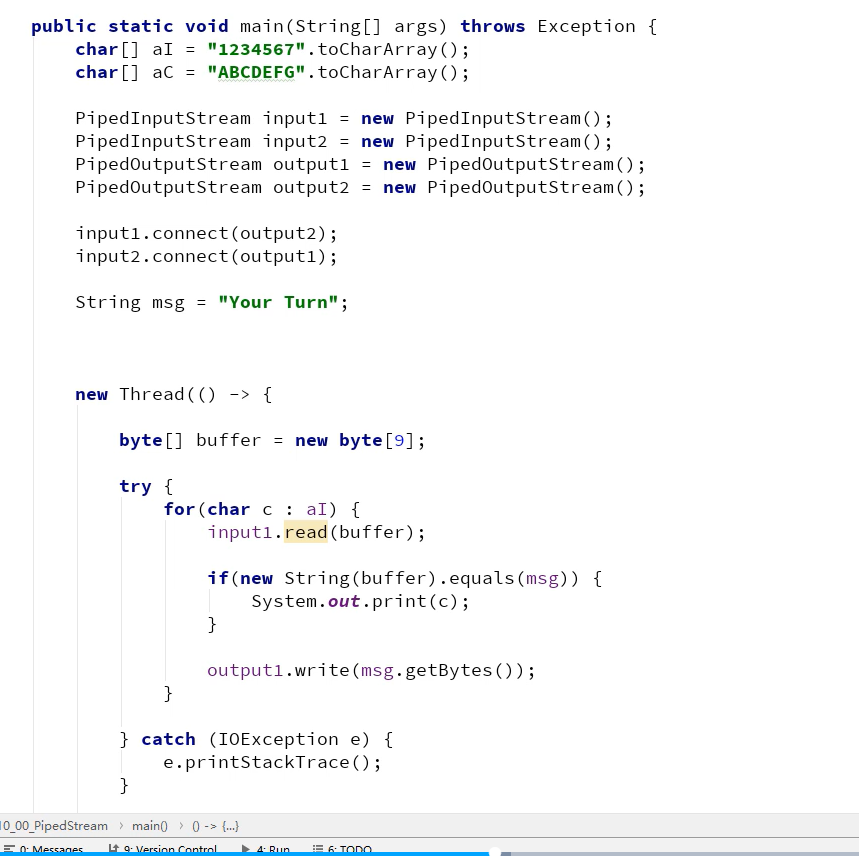 public static void main(String[] args) throws Exception {
char[] aI = "1234567".toCharArray();
char[] aC = "ABCDEFG".toCharArray();
PipedInputStream input1 = new PipedInputStream();
PipedInputStream input2 = new PipedInputStream();
PipedOutputStream output1 = new PipedOutputStream();
PipedOutputStream output2 = new PipedOutputStream();
input1.connect(output2);
input2.connect(output1);
String msg = "Your Turn";
new Thread(() -> {
byte[] buffer = new byte[9];
try {
for(char c : aI) {
input1.read(buffer);
if(new String(buffer).equals(msg)) {
System.out.print(c);
}
output1.write(msg.getBytes());
}
} catch (IOException e) {
e.printStackTrace();
}
10_00_PipedStream › main() › () -> {...}
0: Messages 9: Version Control 4: Run 6: TODO